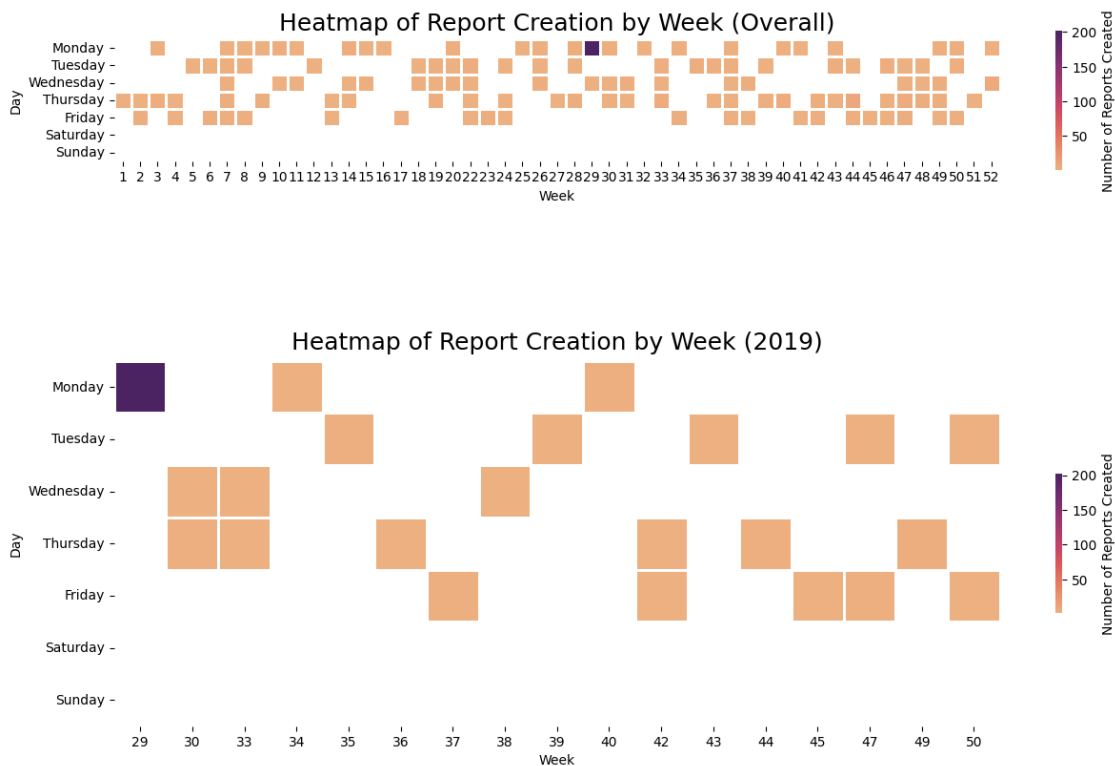 Heatmap of Report Creation by Week (Overall)
Monday
Tuesday
Wednesday
Thursday
Friday
Saturday
Sunday
Day
1 2 3 4 5 6 7 8 9 10 11 12 13 14 15 16 17 18 19 20 22 23 24 25 26 27 28 29 30 31 32 33 34 35 36 37 38 39 40 41 42 43 44 45 46 47 48 49 50 51 52
Week
200
150
100
50
Number of Reports Created
Heatmap of Report Creation by Week (2019)
Monday
Tuesday
Wednesday
Thursday
Friday
Saturday
Sunday
Day
29 30 33 34 35 36 37 38 39 40 42 43 44 45 47 49 50
Week
200
150
100
50
Number of Reports Created